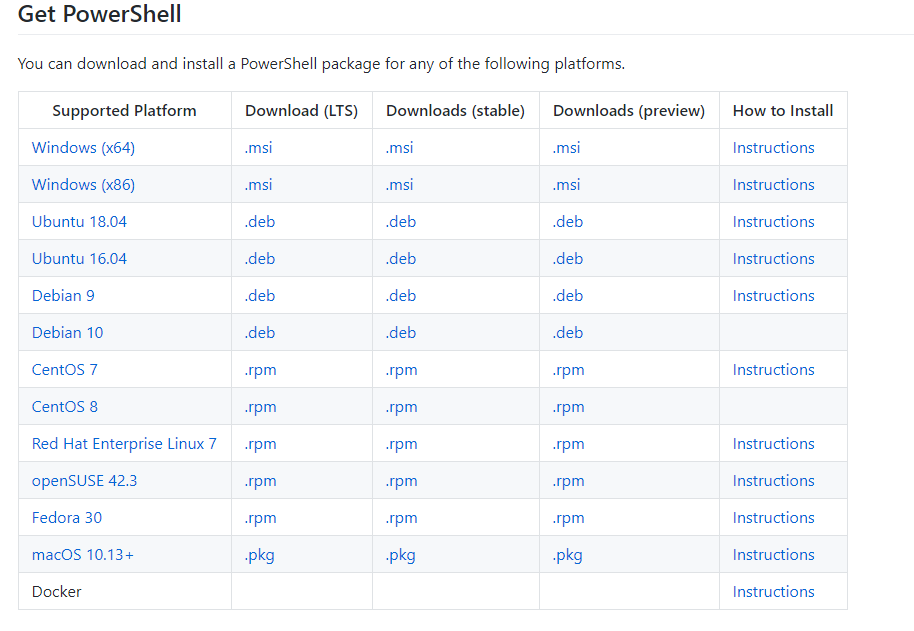 Get PowerShell
You can download and install a PowerShell package for any of the following platforms.
Supported Platform Download (LTS) Downloads (stable) Downloads (preview) How to Install
Windows (x64) .msi .msi .msi Instructions
Windows (x86) .msi .msi .msi Instructions
Ubuntu 18.04 .deb .deb .deb Instructions
Ubuntu 16.04 .deb .deb .deb Instructions
Debian 9 .deb .deb .deb Instructions
Debian 10 .deb .deb .deb
CentOS 7 .rpm .rpm .rpm Instructions
CentOS 8 .rpm .rpm .rpm
Red Hat Enterprise Linux 7 .rpm .rpm .rpm Instructions
openSUSE 42.3 .rpm .rpm .rpm Instructions
Fedora 30 .rpm .rpm .rpm Instructions
macOS 10.13+ .pkg .pkg .pkg Instructions
Docker Instructions